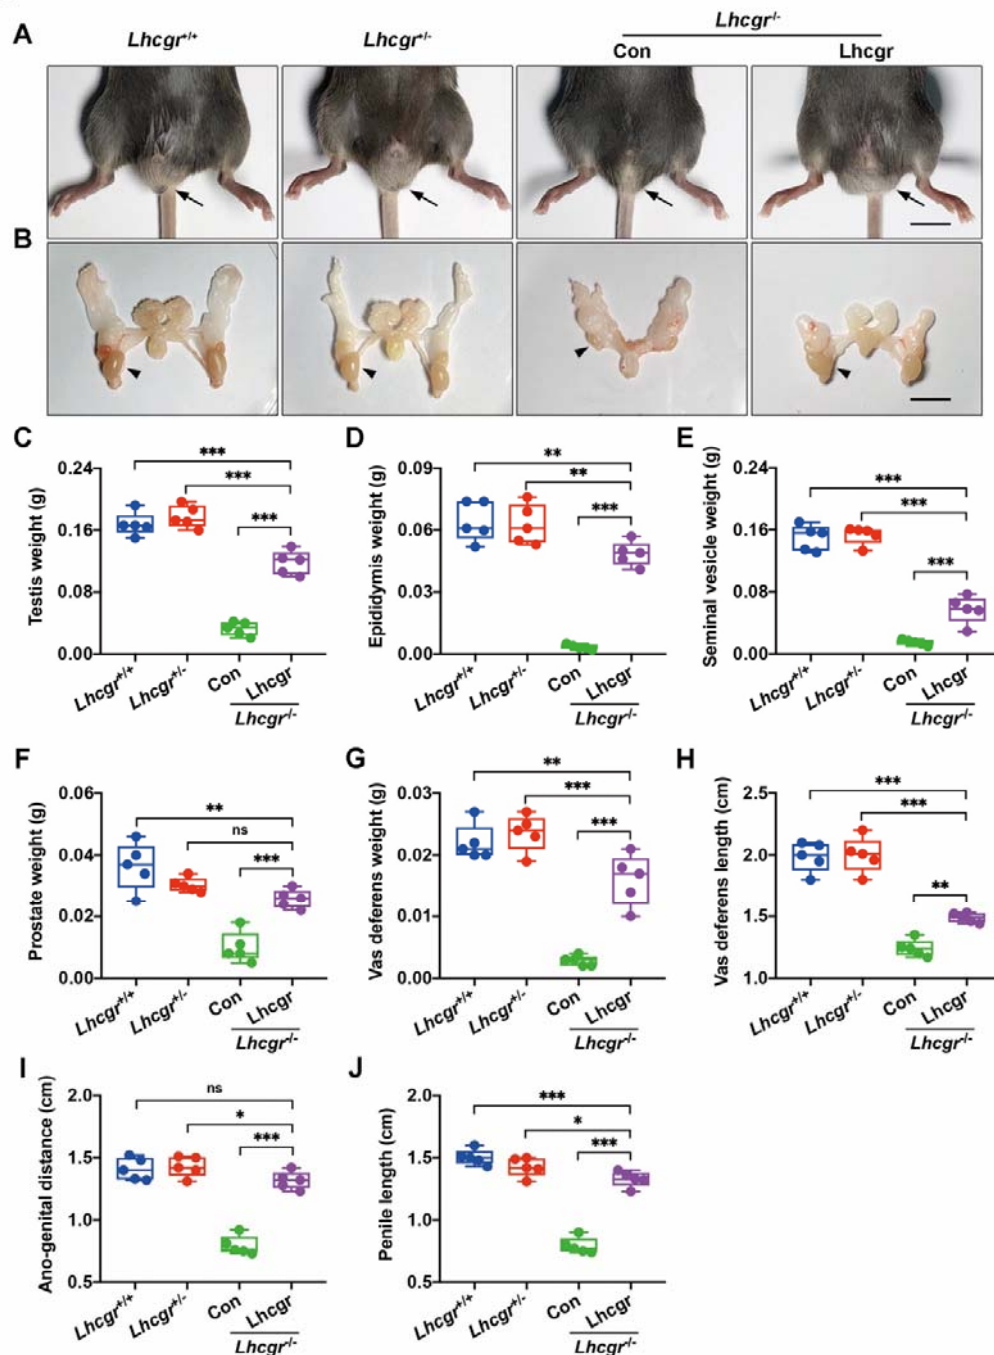 Lhcgr-/-
A Lhcgr+/+ Lhcgr+/- Con Lhcgr
B
C D E
*** ** ***
*** ** ***
*** *** ***
Testis weight (g) Epididymis weight (g) Seminal vesicle weight (g)
0.24 0.09 0.24
0.16 0.06 0.16
0.08 0.03 0.08
0.00 0.00 0.00
Lhcgr+/+ Lhcgr+/- Con Lhcgr Lhcgr+/+ Lhcgr+/- Con Lhcgr Lhcgr+/+ Lhcgr+/- Con Lhcgr
Lhcgr-/- Lhcgr-/- Lhcgr-/-
F G H
** ** ***
ns *** ***
*** *** **
Prostate weight (g) Vas deferens weight (g) Vas deferens length (cm)
0.06 0.03 2.5
0.04 0.02 2.0
0.02 0.01 1.5
0.00 0.00 1.0
Lhcgr+/+ Lhcgr+/- Con Lhcgr Lhcgr+/+ Lhcgr+/- Con Lhcgr Lhcgr+/+ Lhcgr+/- Con Lhcgr
Lhcgr-/- Lhcgr-/- Lhcgr-/-
I J
ns ***
* *
*** ***
Ano-genital distance (cm) Penile length (cm)
2.0 2.0
1.5 1.5
1.0 1.0
0.5 0.5
Lhcgr+/+ Lhcgr+/- Con Lhcgr Lhcgr+/+ Lhcgr+/- Con Lhcgr
Lhcgr-/- Lhcgr-/-